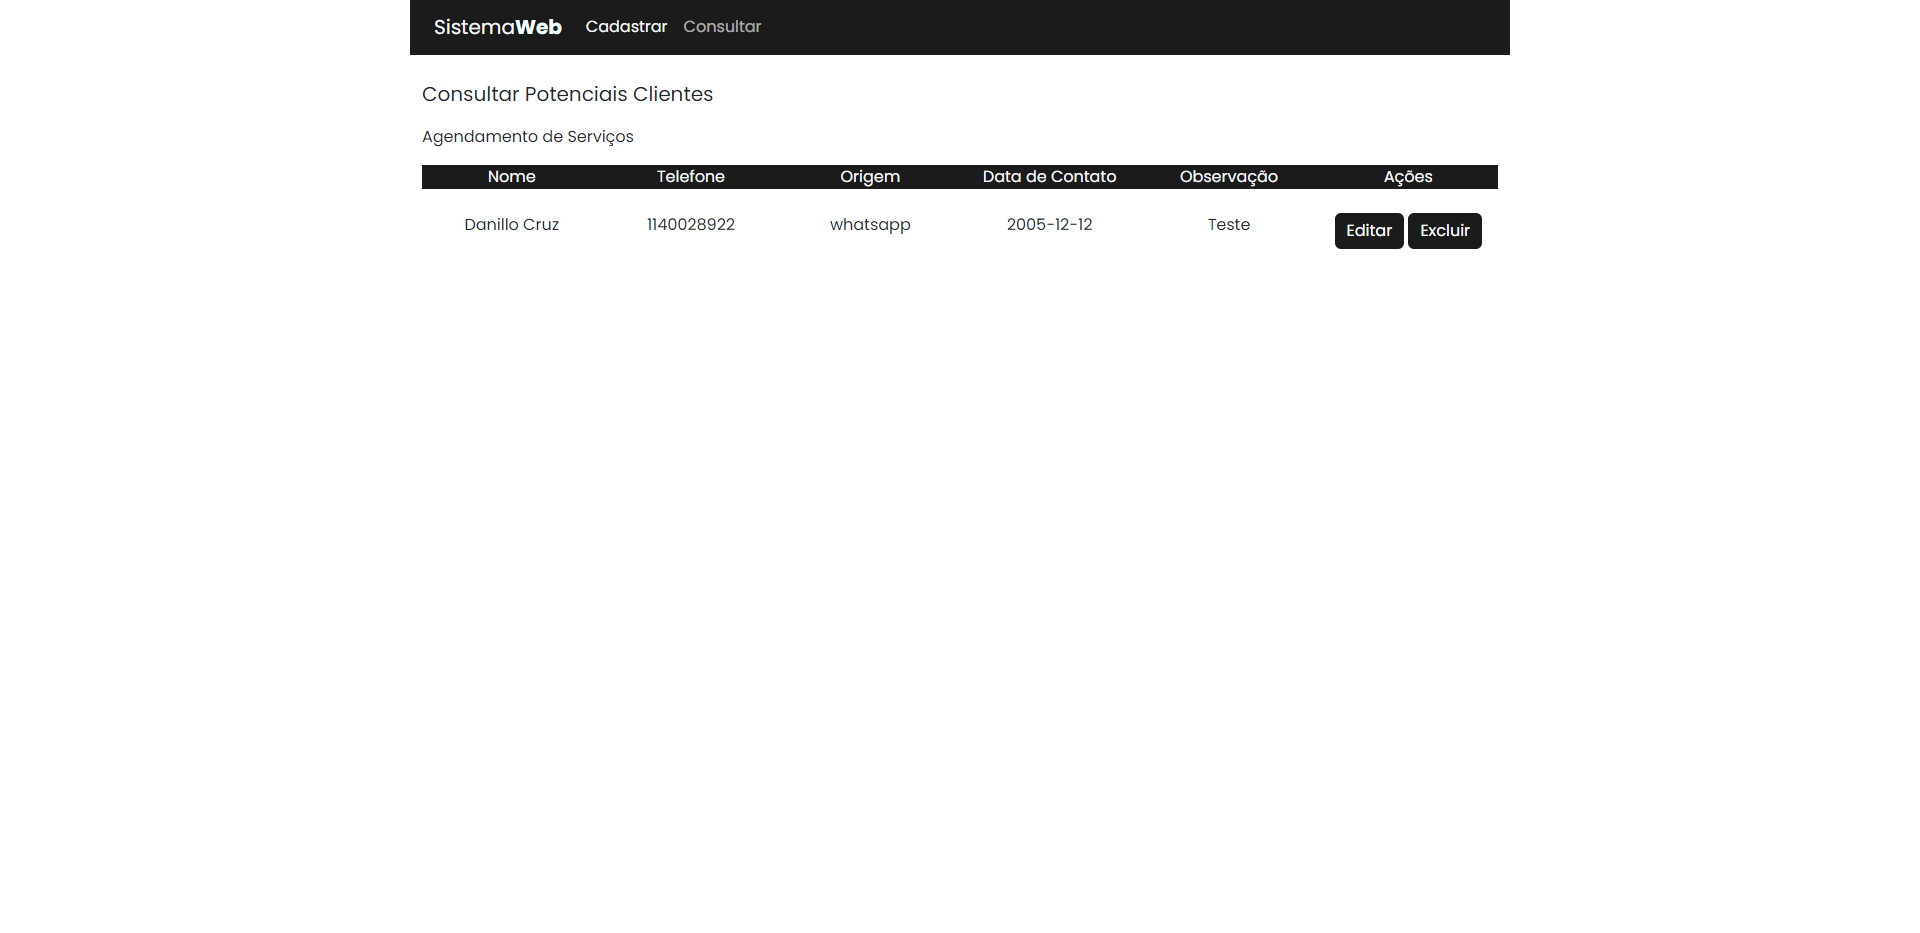 SistemaWeb Cadastrar Consultar
Consultar Potenciais Clientes
Agendamento de Serviços
Nome Telefone Origem Data de Contato Observação Ações
Danillo Cruz 1140028922 whatsapp 2005-12-12 Teste Editar Excluir